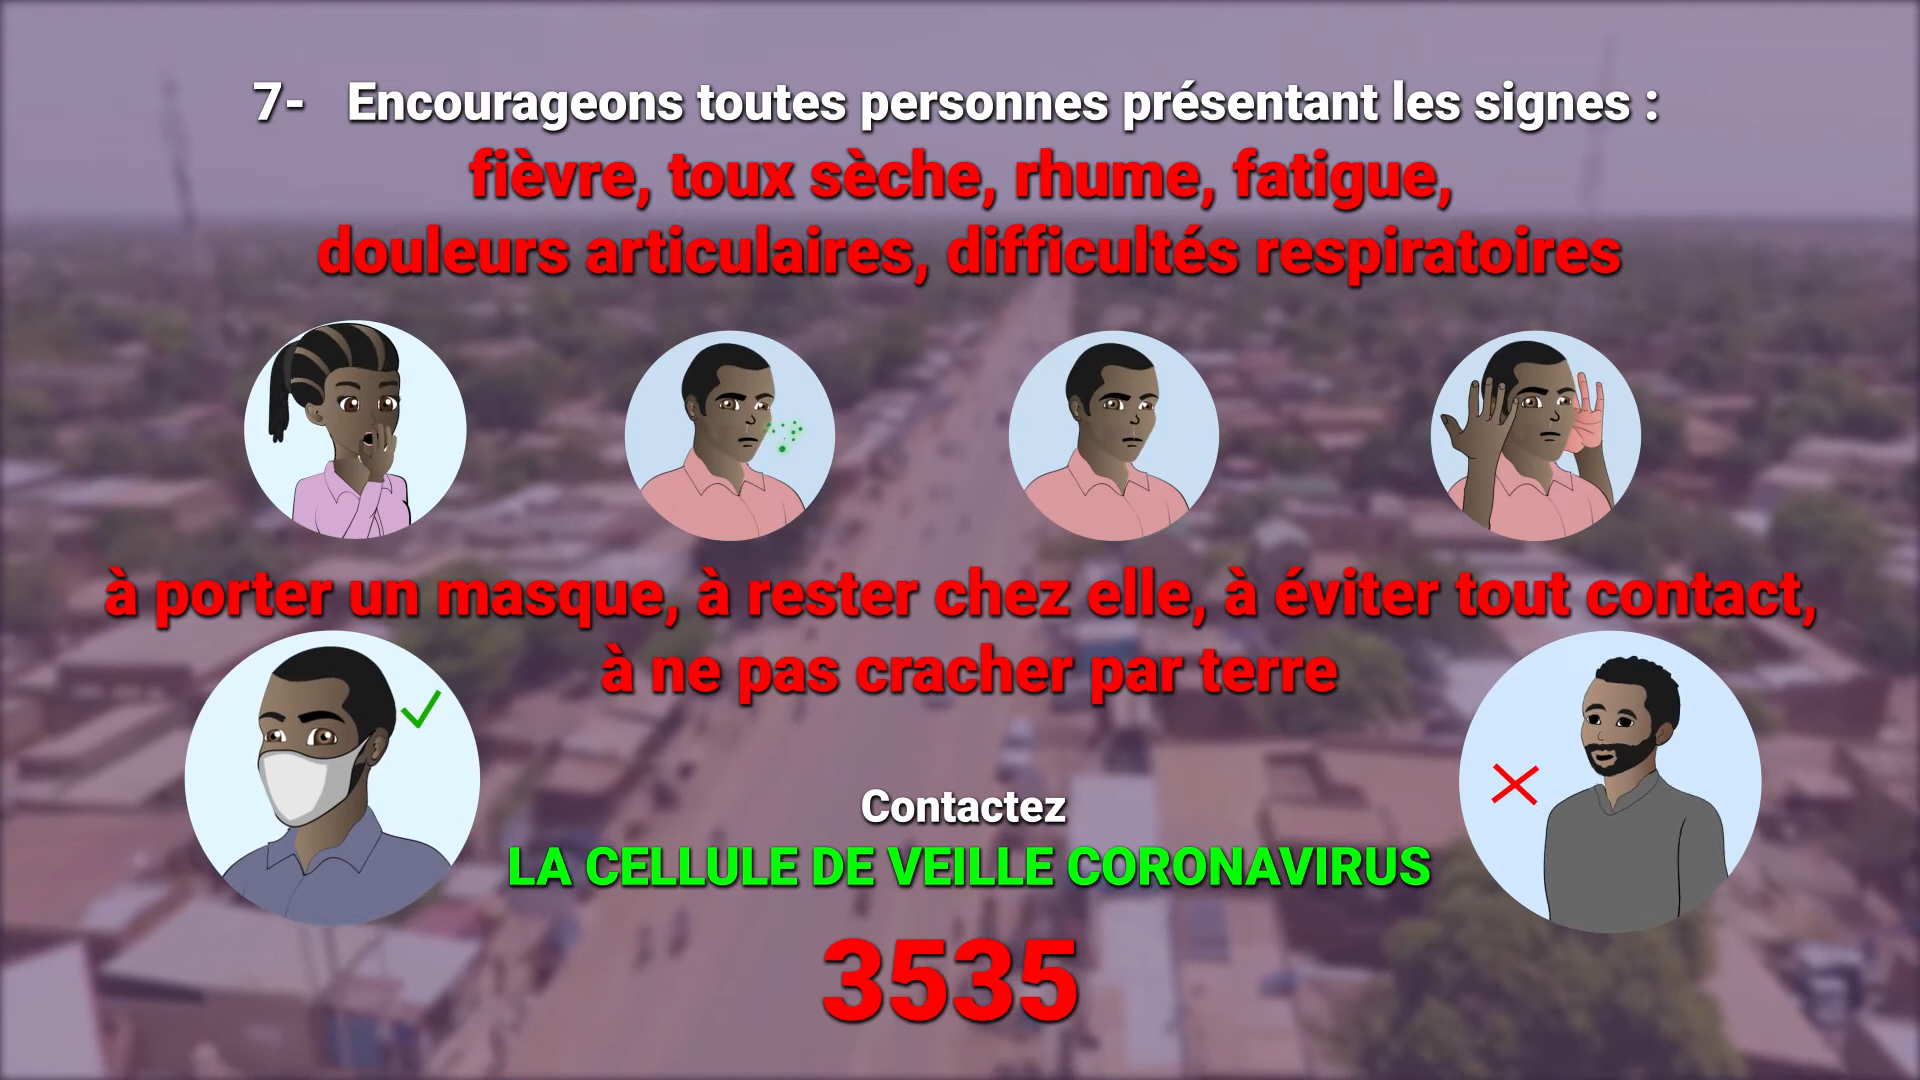 7- Encourageons toutes personnes présentant les signes :
fièvre, toux sèche, rhume, fatigue,
douleurs articulaires, difficultés respiratoires
à porter un masque, à rester chez elle, à éviter tout contact,
à ne pas cracher par terre
Contactez
LA CELLULE DE VEILLE CORONAVIRUS
3535